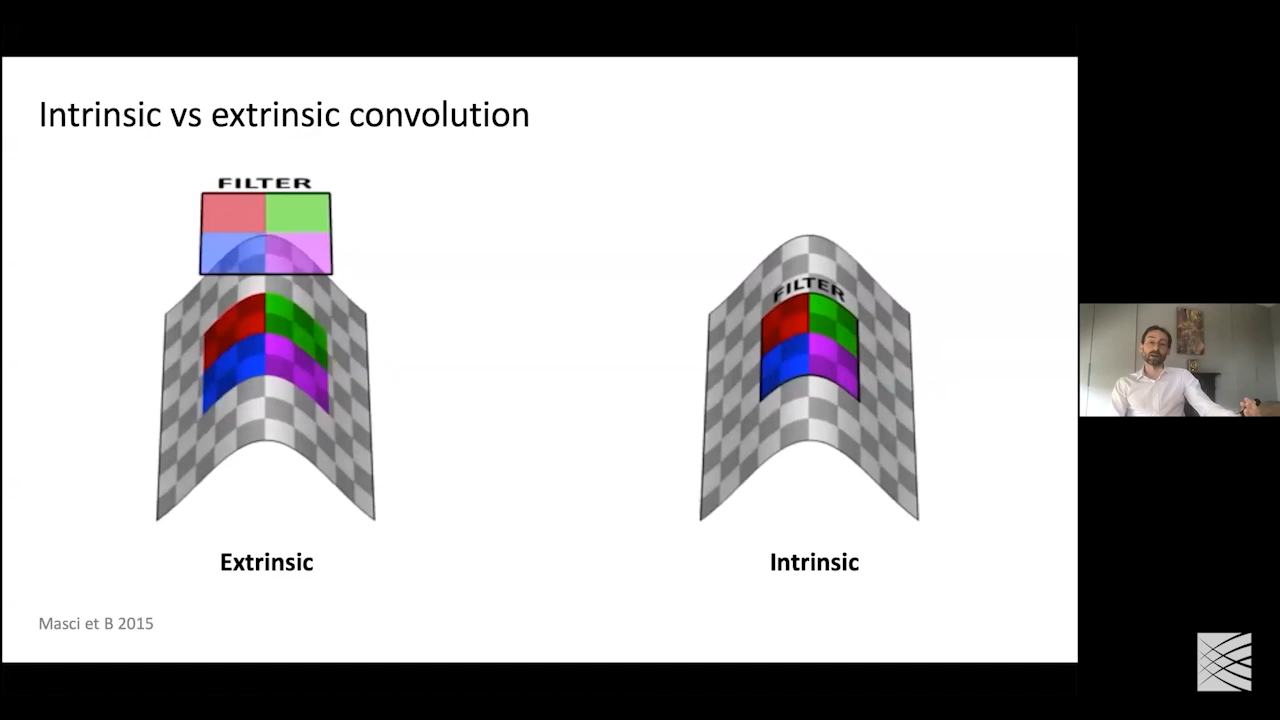 Intrinsic vs extrinsic convolution
FILTER
FILTER
Extrinsic
Intrinsic
Masci et B 2015